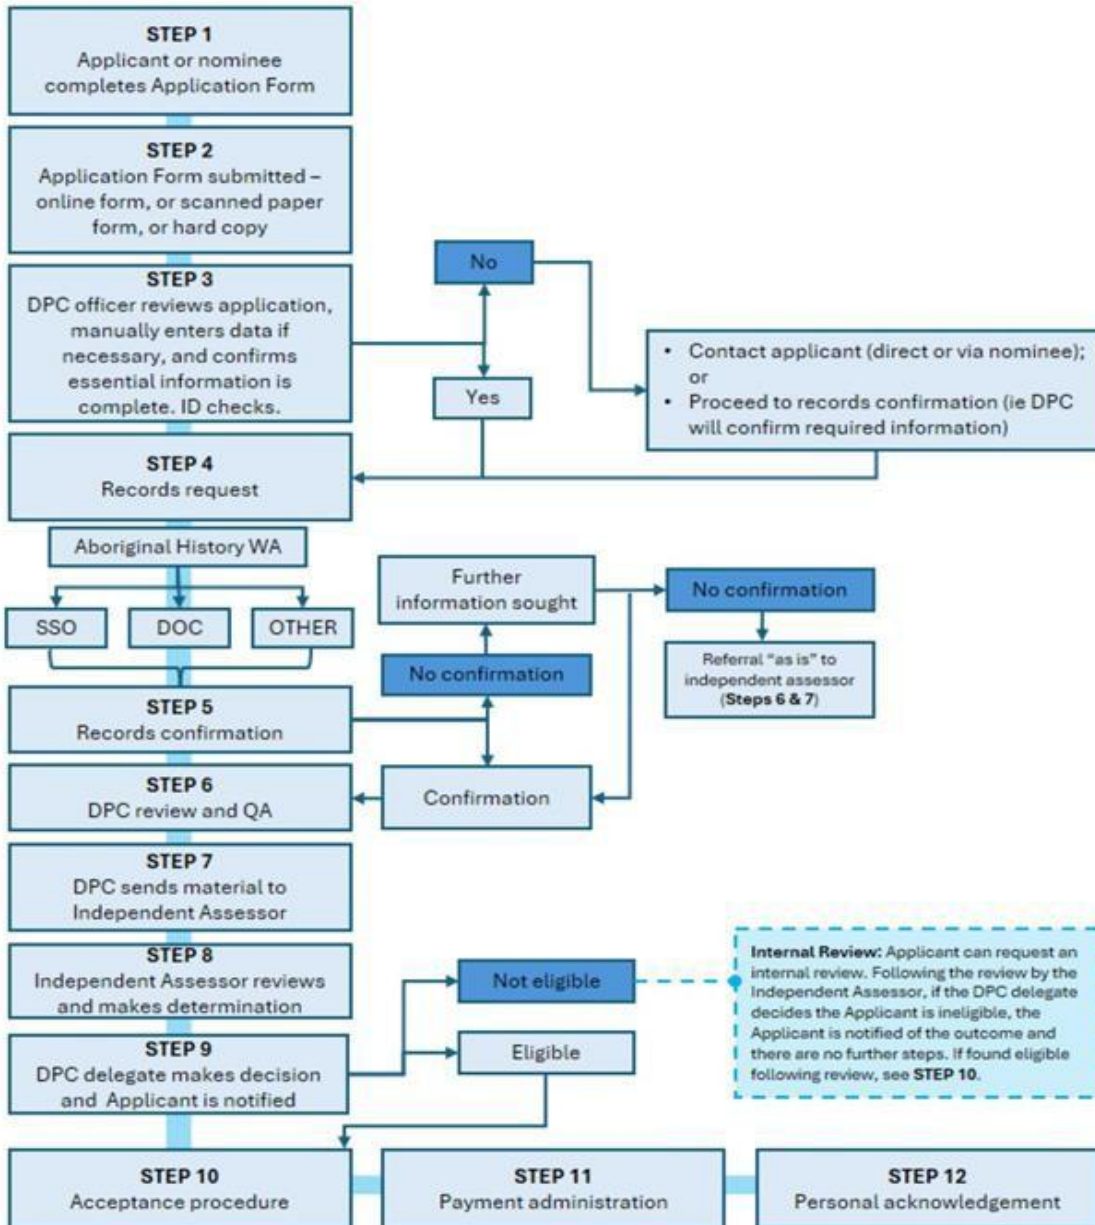 STEP 1
Applicant or nominee
completes Application Form
STEP 2
Application Form submitted –
online form, or scanned paper
form, or hard copy
STEP 3
DPC officer reviews application,
manually enters data if
necessary, and confirms
essential information is
complete. ID checks.
No
Yes
• Contact applicant (direct or via nominee);
or
• Proceed to records confirmation (ie DPC
will confirm required information)
STEP 4
Records request
Aboriginal History WA
SSO
DOC
OTHER
Further
information sought
No confirmation
No confirmation
Referral "as is" to
independent assessor
(Steps 6 & 7)
STEP 5
Records confirmation
Confirmation
STEP 6
DPC review and QA
STEP 7
DPC sends material to
Independent Assessor
STEP 8
Independent Assessor reviews
and makes determination
STEP 9
DPC delegate makes decision
and Applicant is notified
Not eligible
Eligible
Internal Review: Applicant can request an
internal review. Following the review by the
Independent Assessor, if the DPC delegate
decides the Applicant is ineligible, the
Applicant is notified of the outcome and
there are no further steps. If found eligible
following review, see STEP 10.
STEP 10
Acceptance procedure
STEP 11
Payment administration
STEP 12
Personal acknowledgement